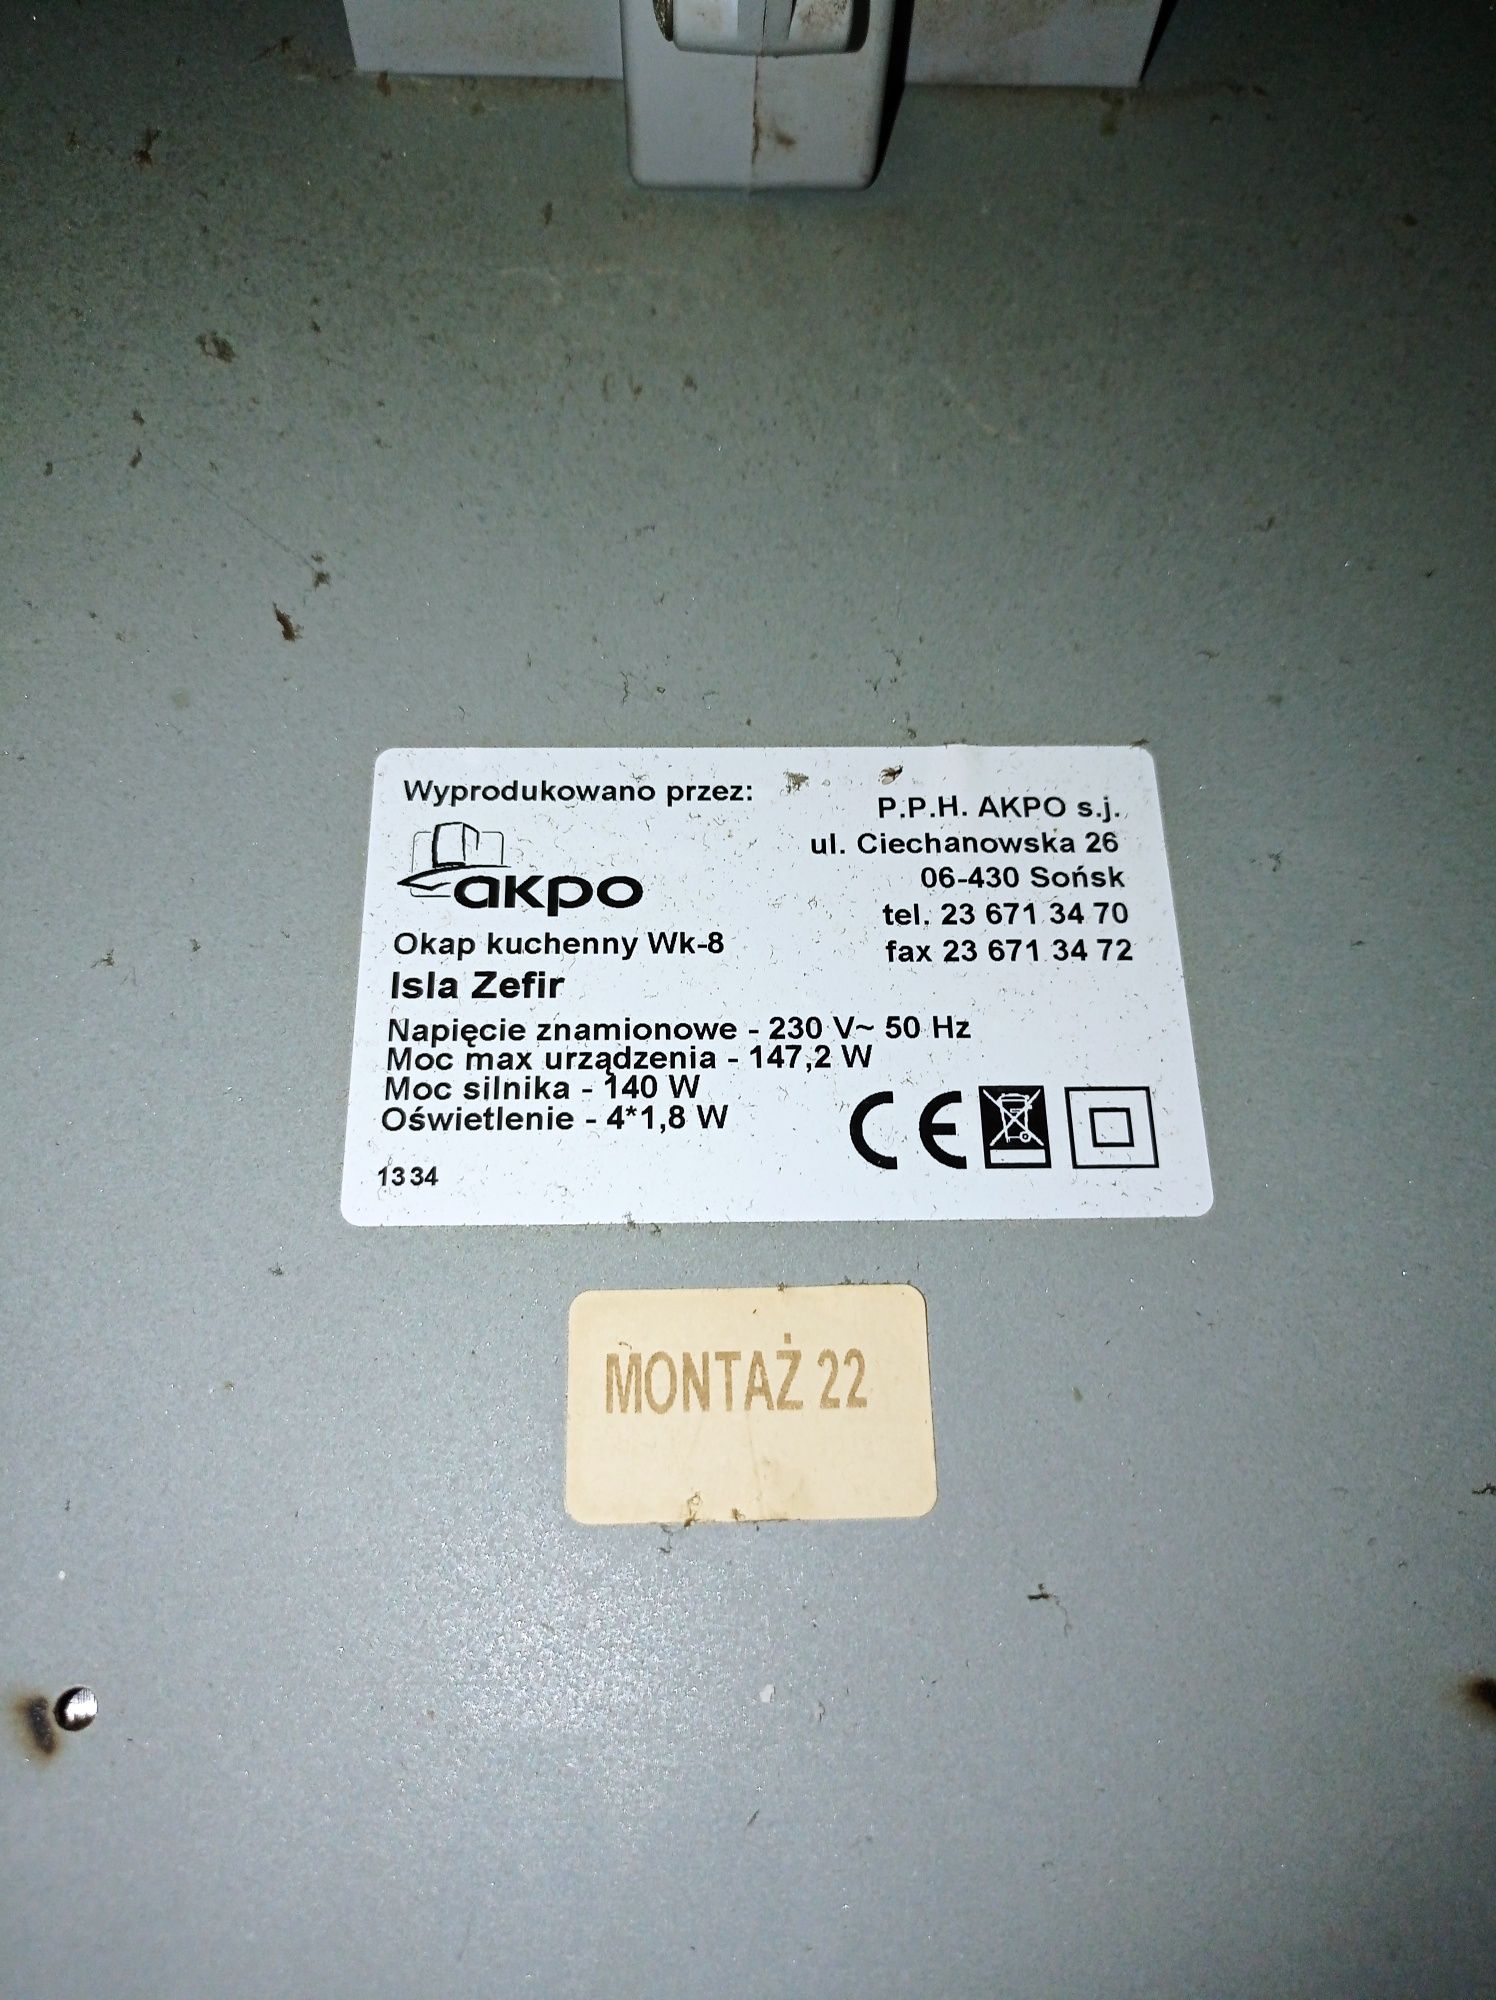 Wyprodukowano przez:
akpo
P.P.H. AKPO s.j.
ul. Ciechanowska 26
06-430 Sońsk
tel. 23 671 34 70
fax 23 671 34 72
Okap kuchenny Wk-8
Isla Zefir
Napięcie znamionowe - 230 V~ 50 Hz
Moc max urządzenia - 147,2 W
Moc silnika - 140 W
Oświetlenie - 4*1,8 W
CE
1334
MONTAŻ 22